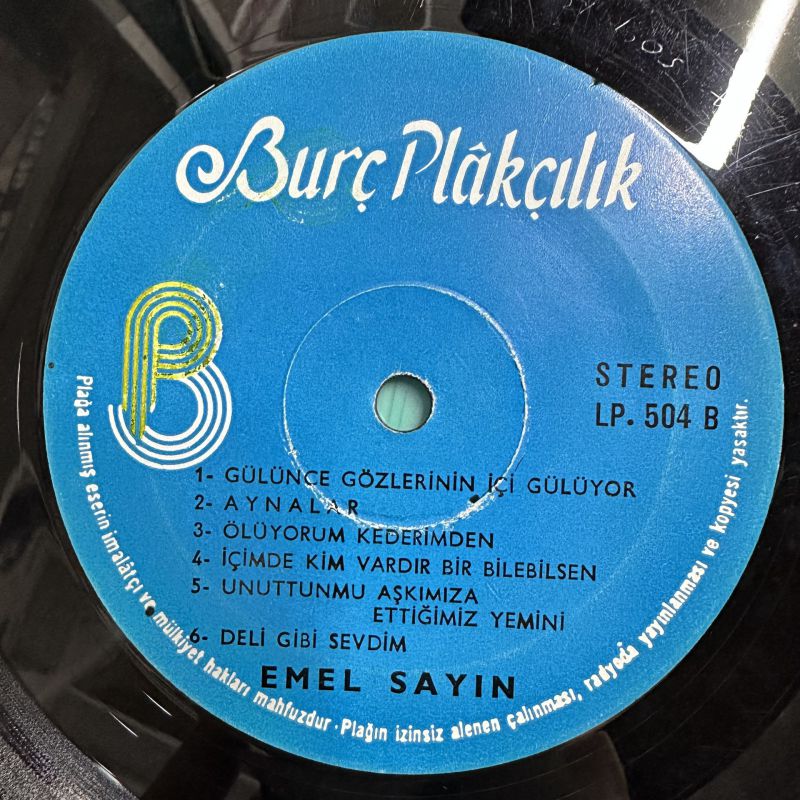 Burç Plâkçılık
STEREO
LP. 504 B
1- GÜLÜNCE GÖZLERİNİN İÇİ GÜLÜYOR
2- AYNALAR
3- ÖLÜYORUM KEDERİMDEN
4- İÇİMDE KİM VARDIR BİR BİLEBİLSEN
5- UNUTTUNMU AŞKIMIZA
ETTİĞİMİZ YEMİNİ
6- DELİ GİBİ SEVDİM
EMEL SAYIN
Plağa alınmış eserin imalâtçı ve mülkiyet hakları mahfuzdur · Plağın izinsiz alenen çalınması, radyoda yayınlanması ve kopyesi yasaktır.